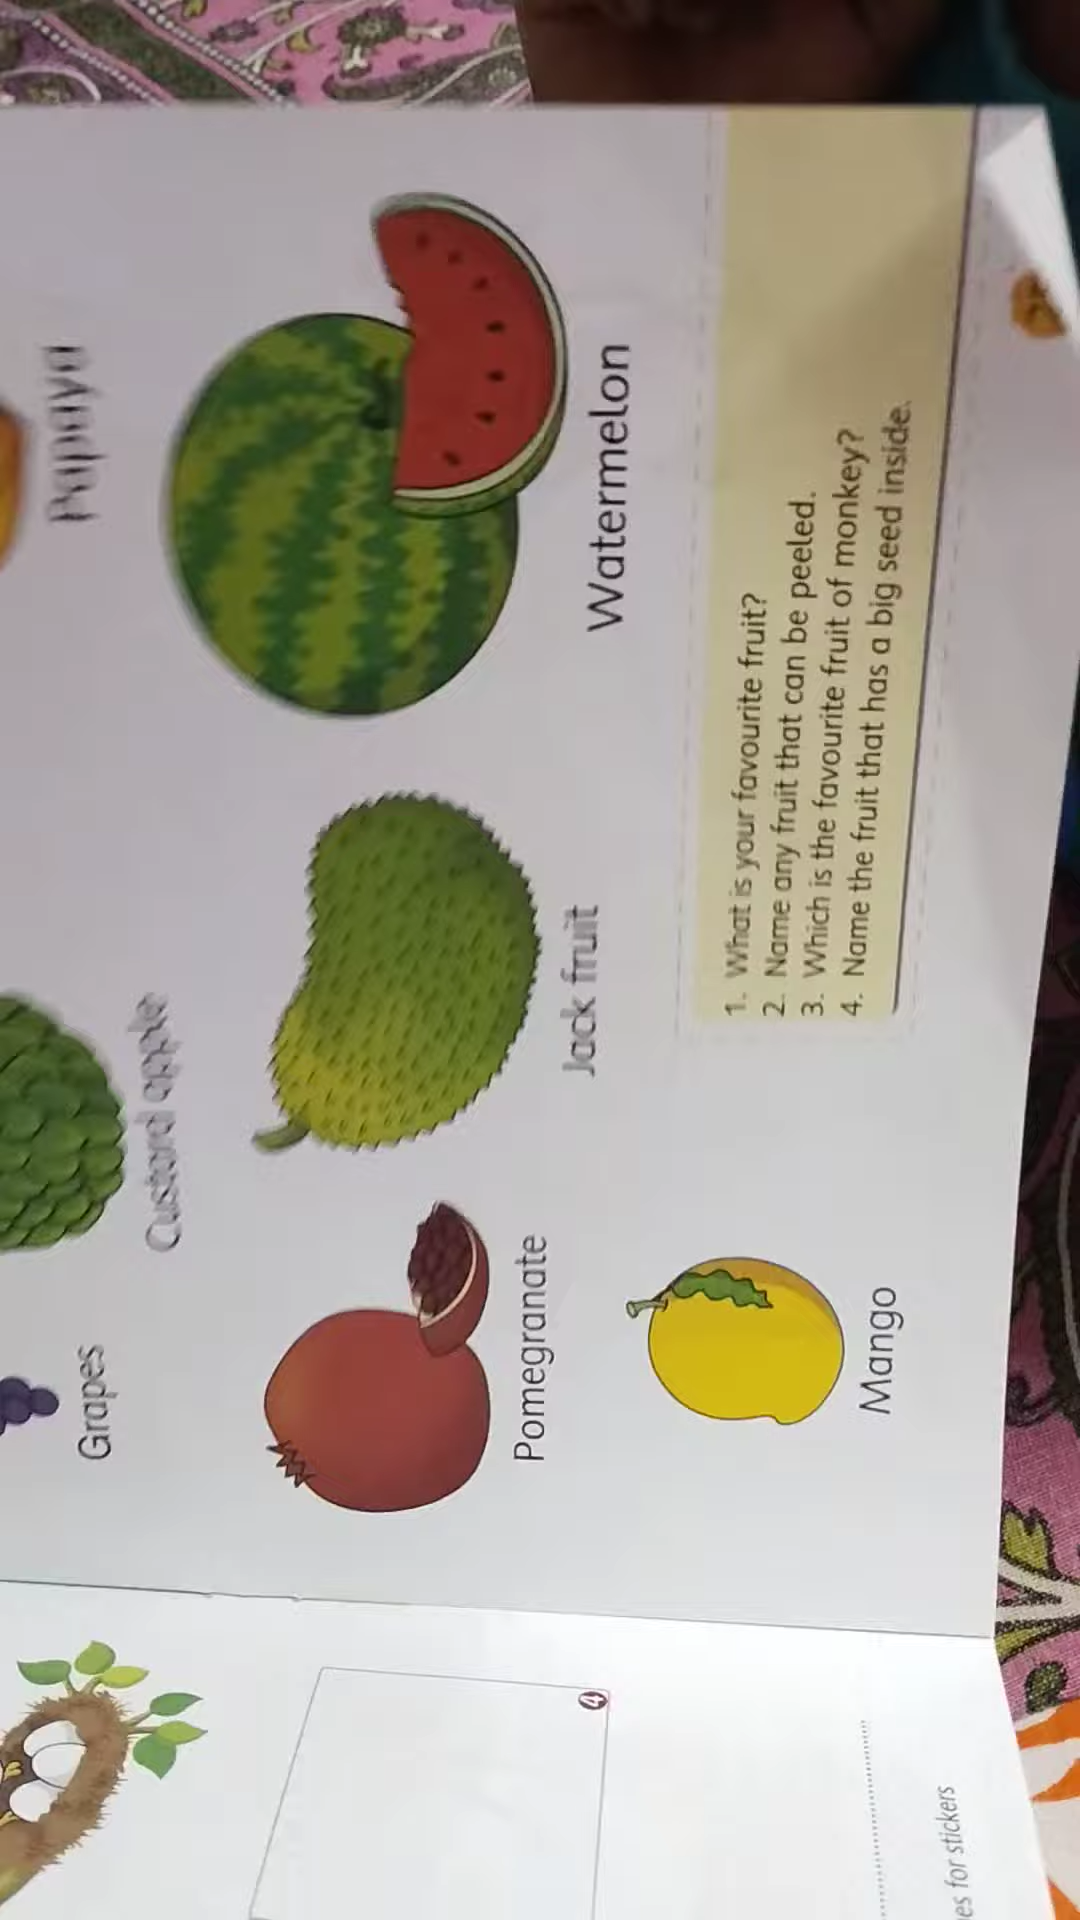 Papaya
Grapes
Custard apple
Pomegranate
Jack fruit
Watermelon
Mango
1. What is your favourite fruit?
2. Name any fruit that can be peeled.
3. Which is the favourite fruit of monkey?
4. Name the fruit that has a big seed inside.
4
for stickers